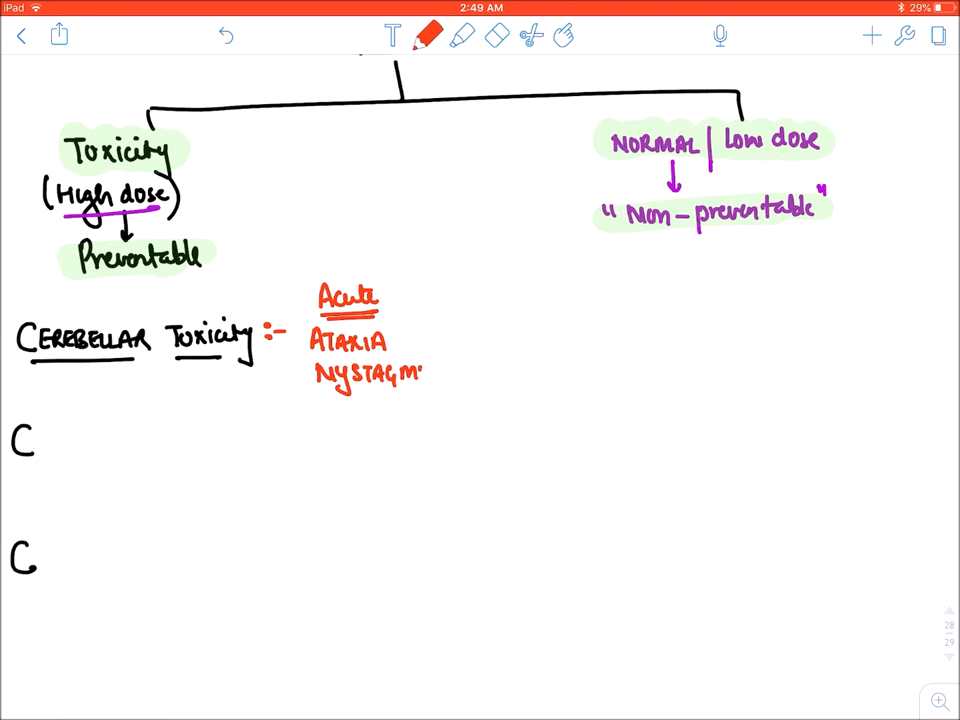 iPad 2:49 AM 29%
T
Toxicity
(High dose)
Preventable
NORMAL | Low dose
"Non-preventable"
Acute
CEREBELLAR Toxicity :-
ATAXIA
NYSTAGM
C
C
28
29